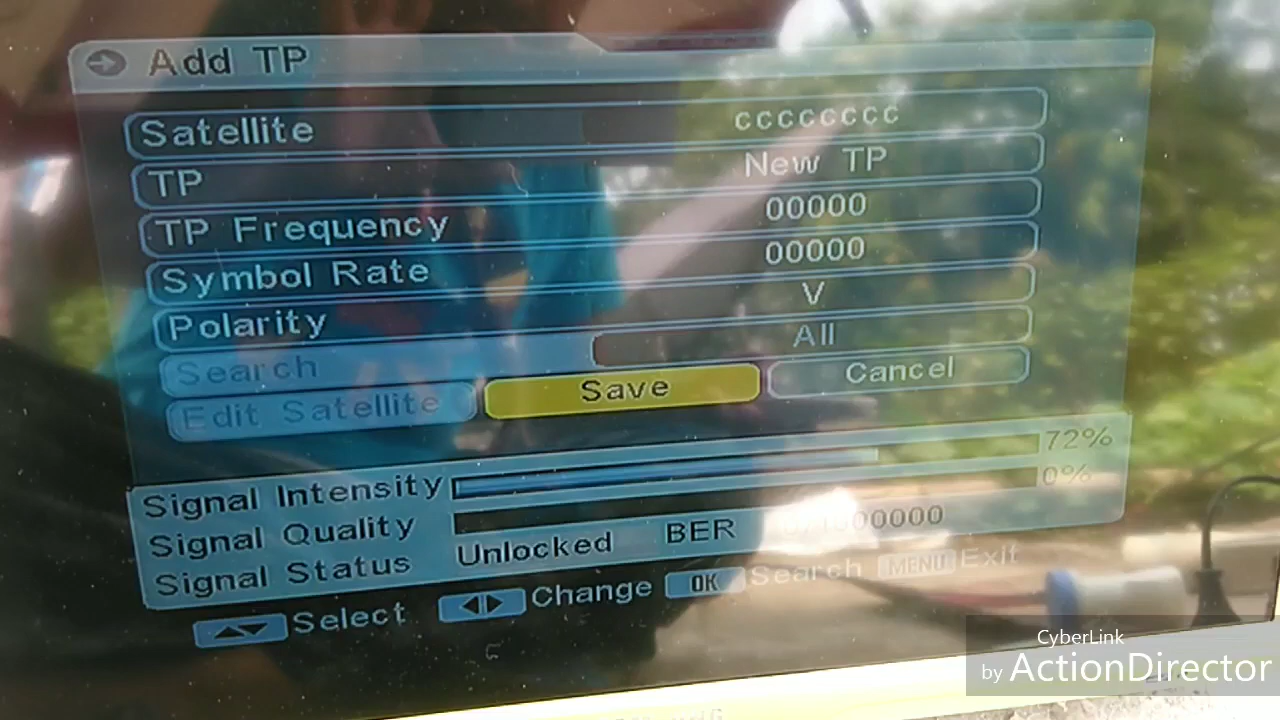 Add TP
Satellite cccccccc
TP New TP
TP Frequency 00000
Symbol Rate 00000
Polarity V
Search All
Edit Satellite Save Cancel
Signal Intensity 72%
Signal Quality 0%
Signal Status Unlocked BER
Select Change OK Search MENU Exit
CyberLink
by ActionDirector